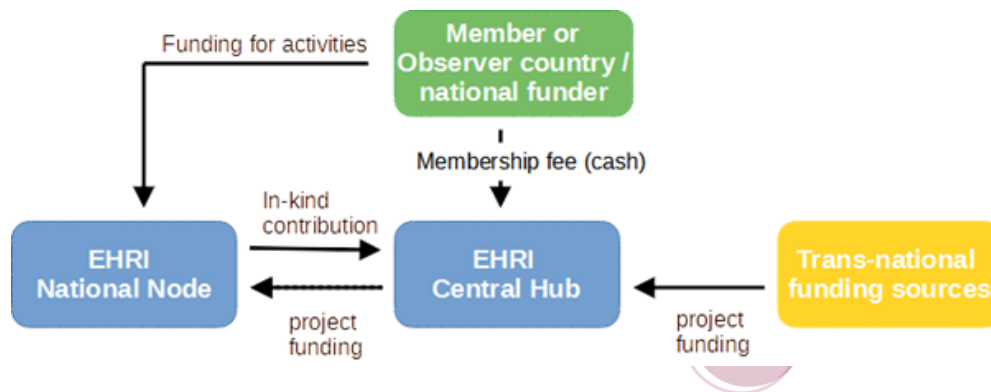 Funding for activities
Member or
Observer country /
national funder
Membership fee (cash)
In-kind
contribution
EHRI
National Node
EHRI
Central Hub
Trans-national
funding sources
project
funding
project
funding